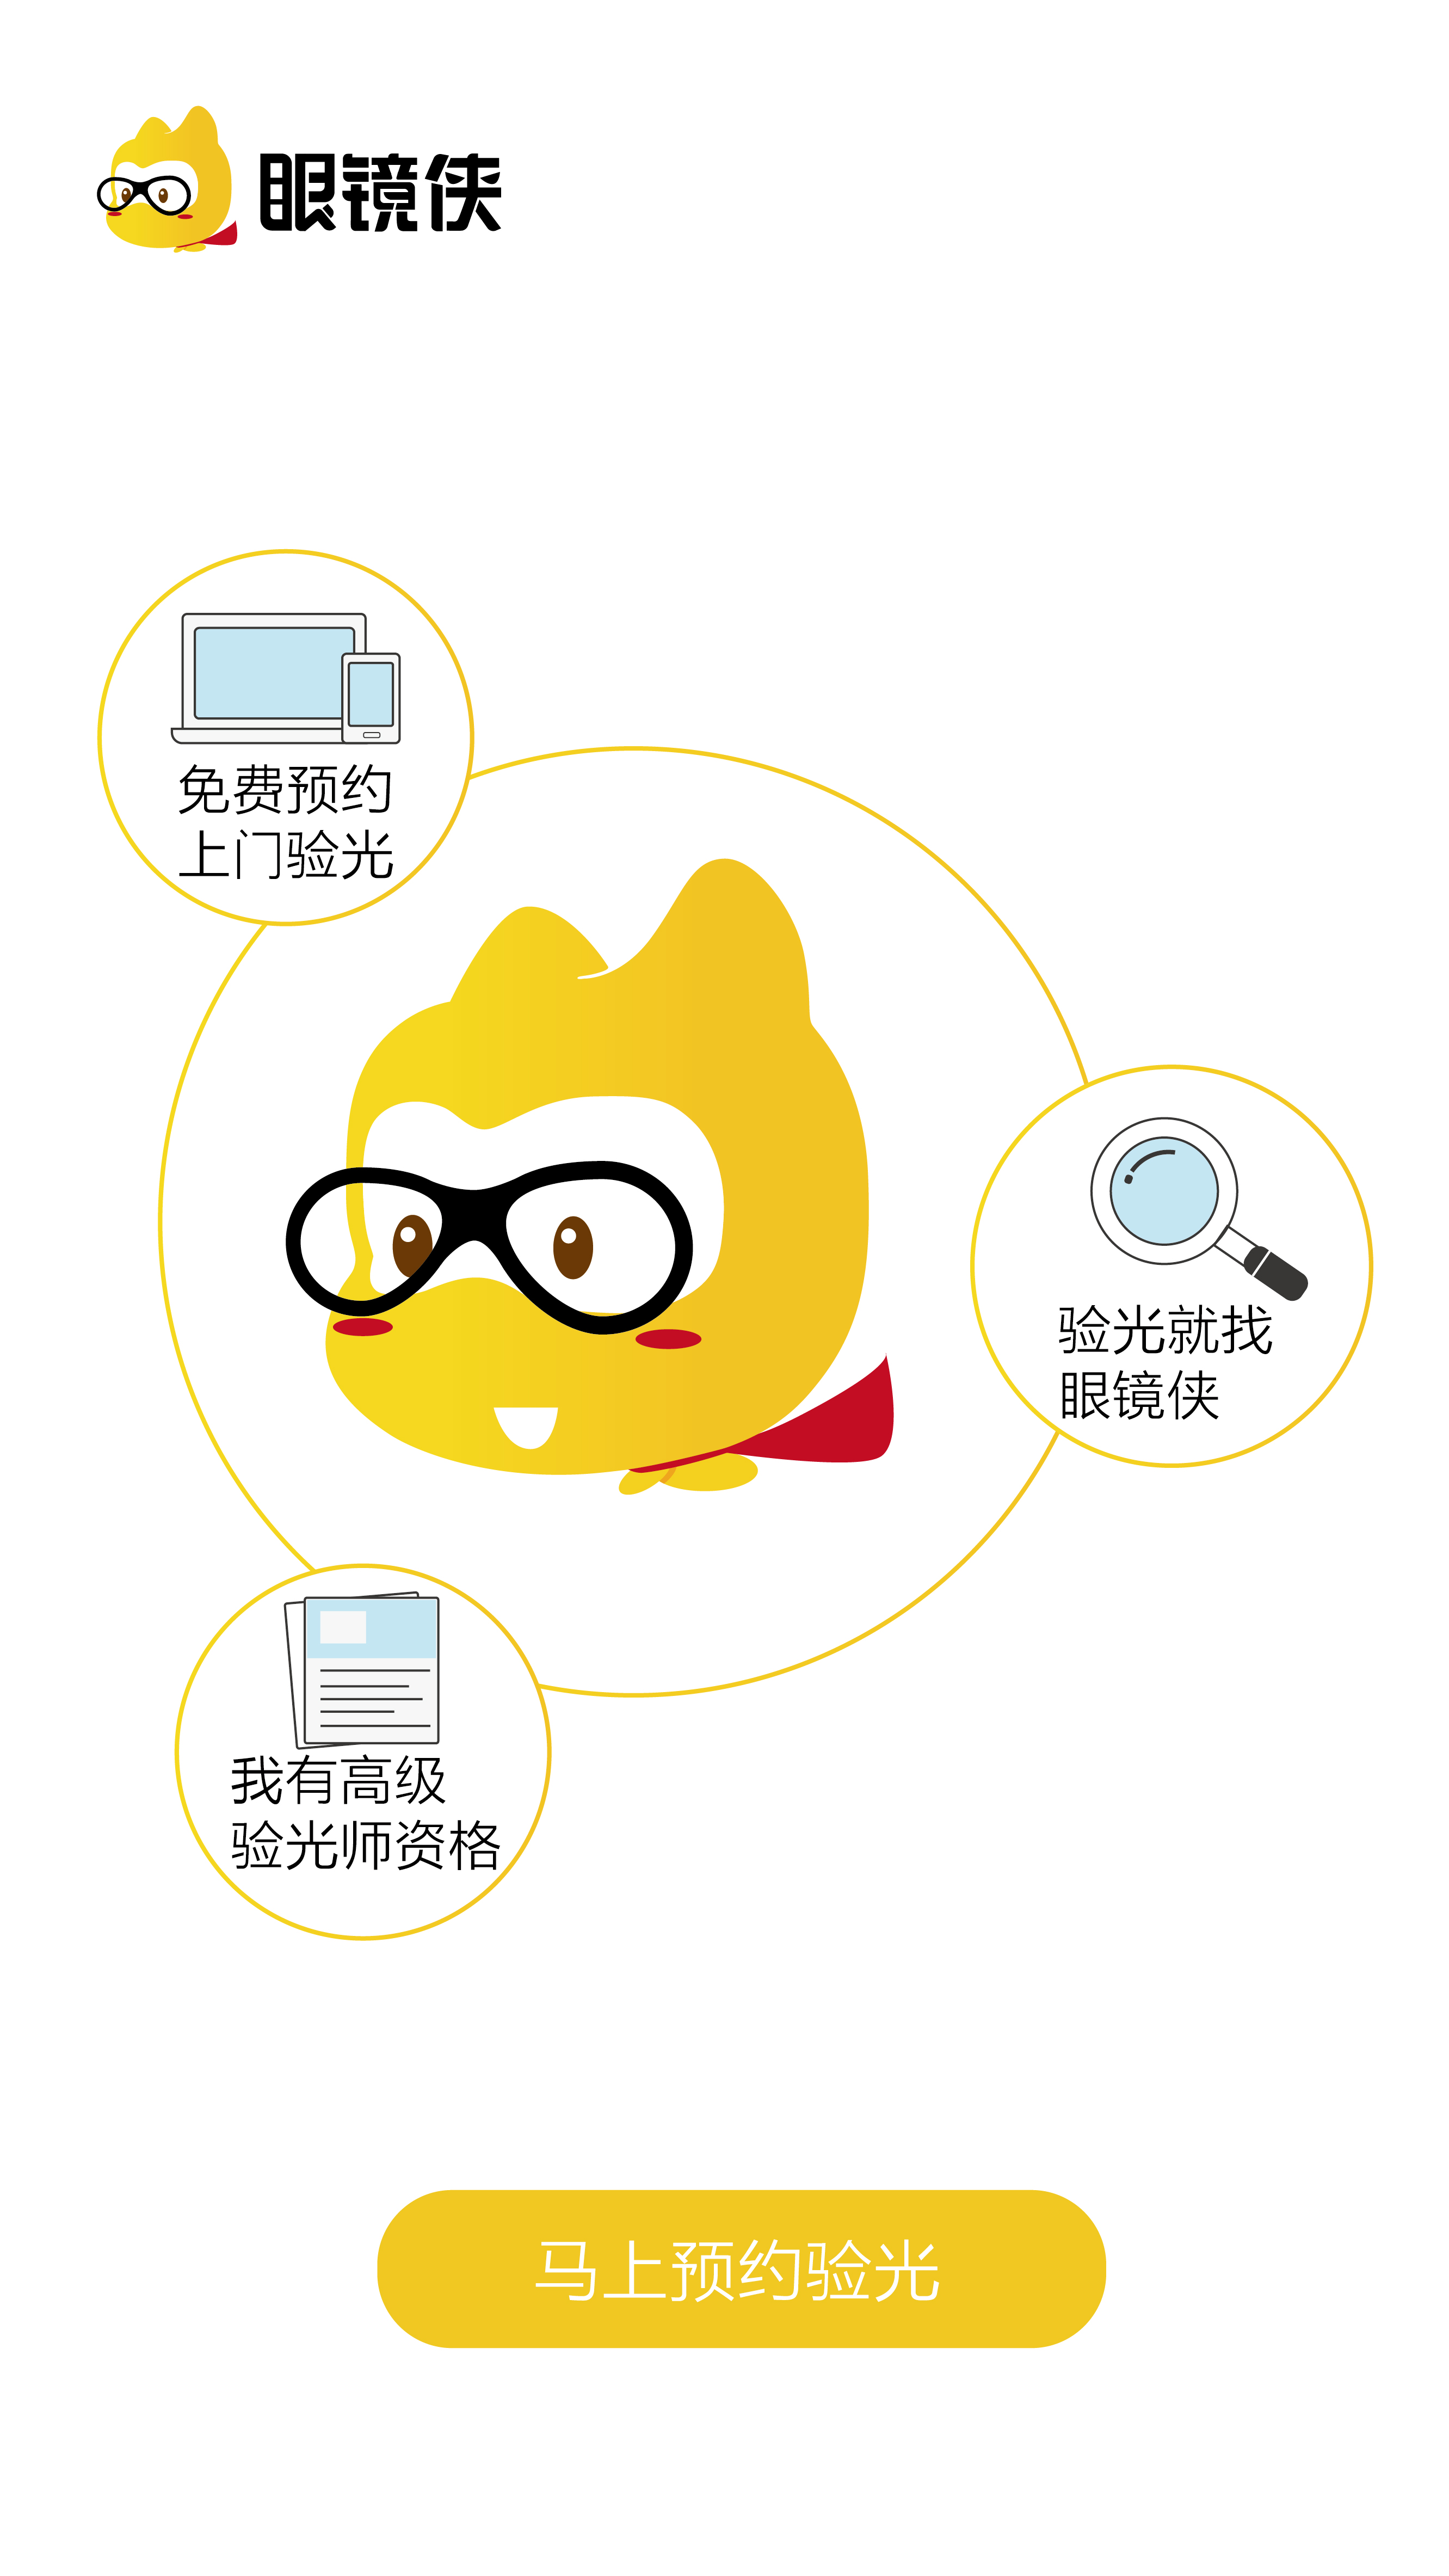 眼镜侠
免费预约
上门验光
验光就找
眼镜侠
我有高级
验光师资格
马上预约验光